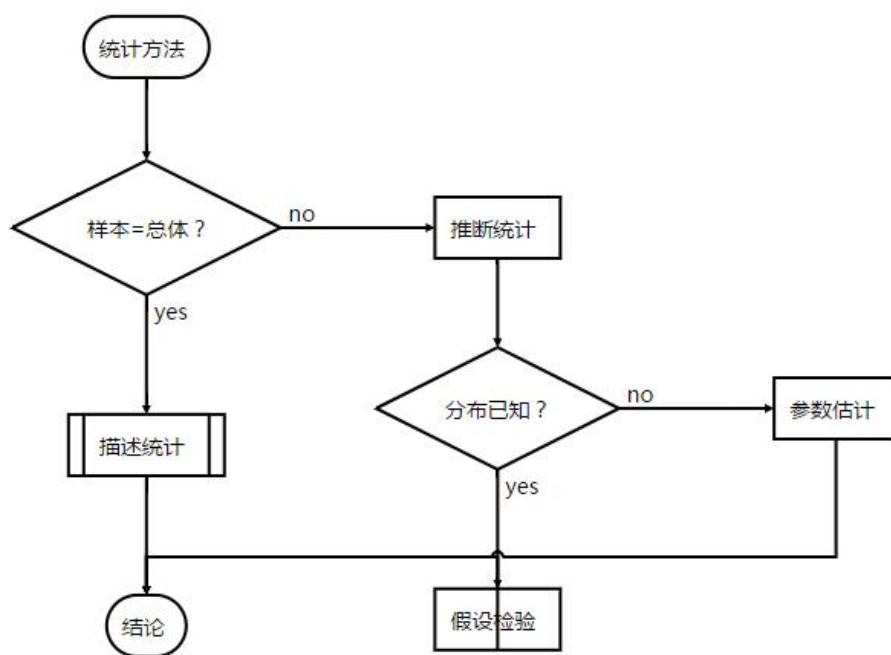 统计方法
样本=总体？
no
推断统计
yes
分布已知？
no
参数估计
描述统计
yes
结论
假设检验